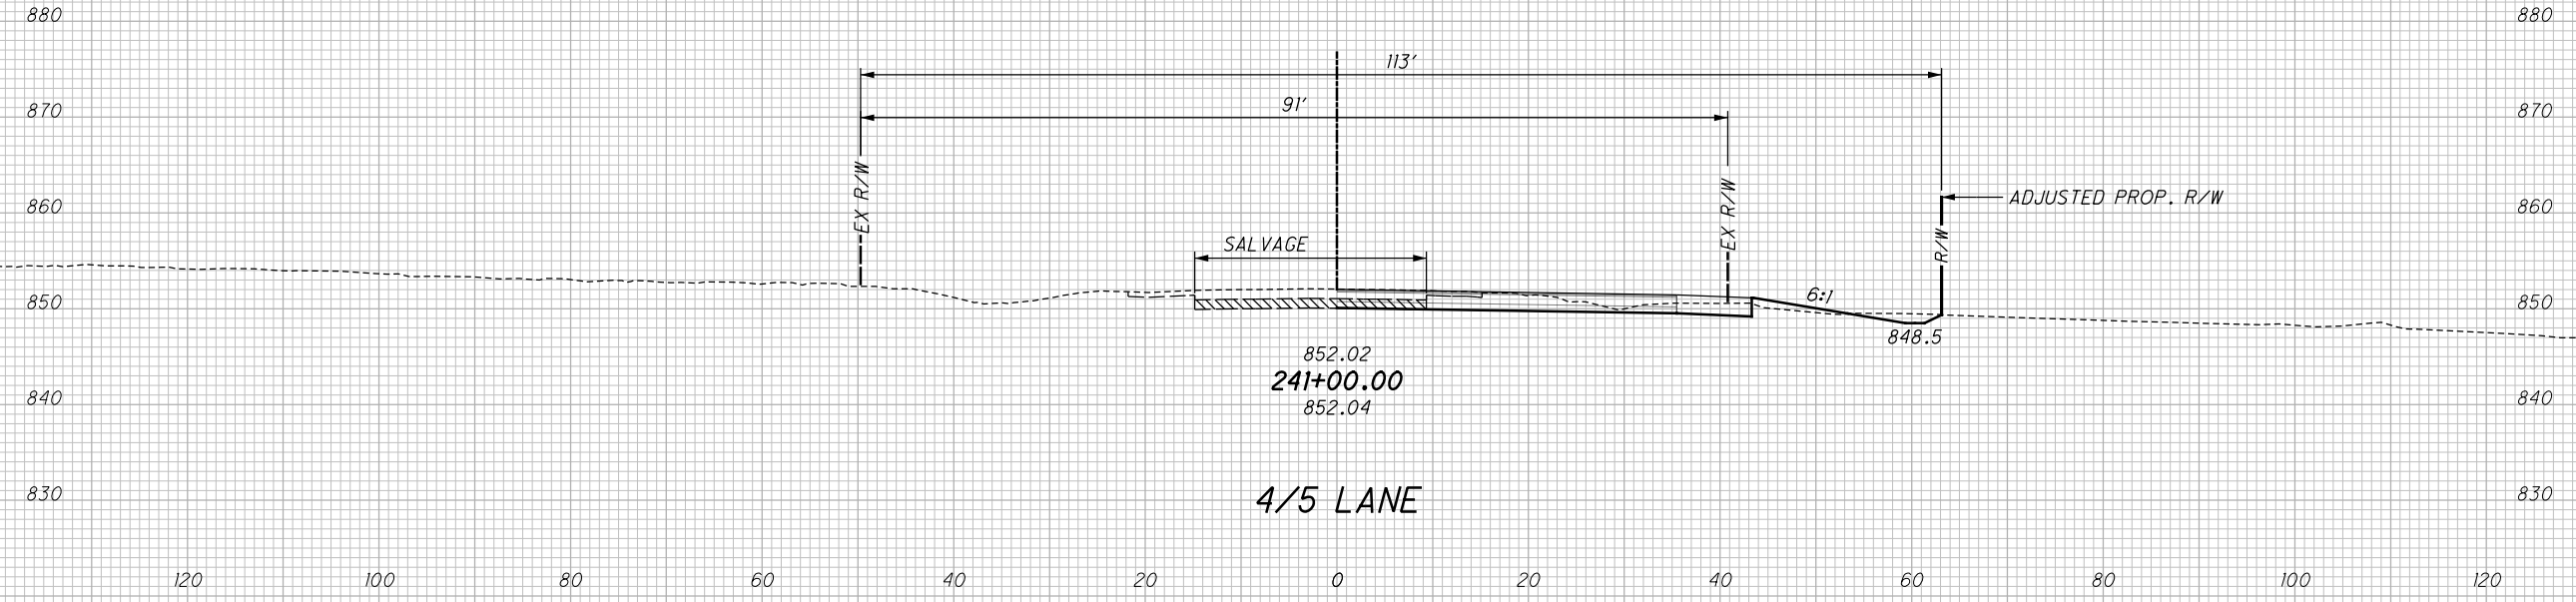 880 880
113'
870 91' 870
EX R/W
EX R/W
860 ADJUSTED PROP. R/W 860
R/W
SALVAGE
850 6:1 850
848.5
852.02
241+00.00
852.04
840 840
830 4/5 LANE 830
120 100 80 60 40 20 0 20 40 60 80 100 120